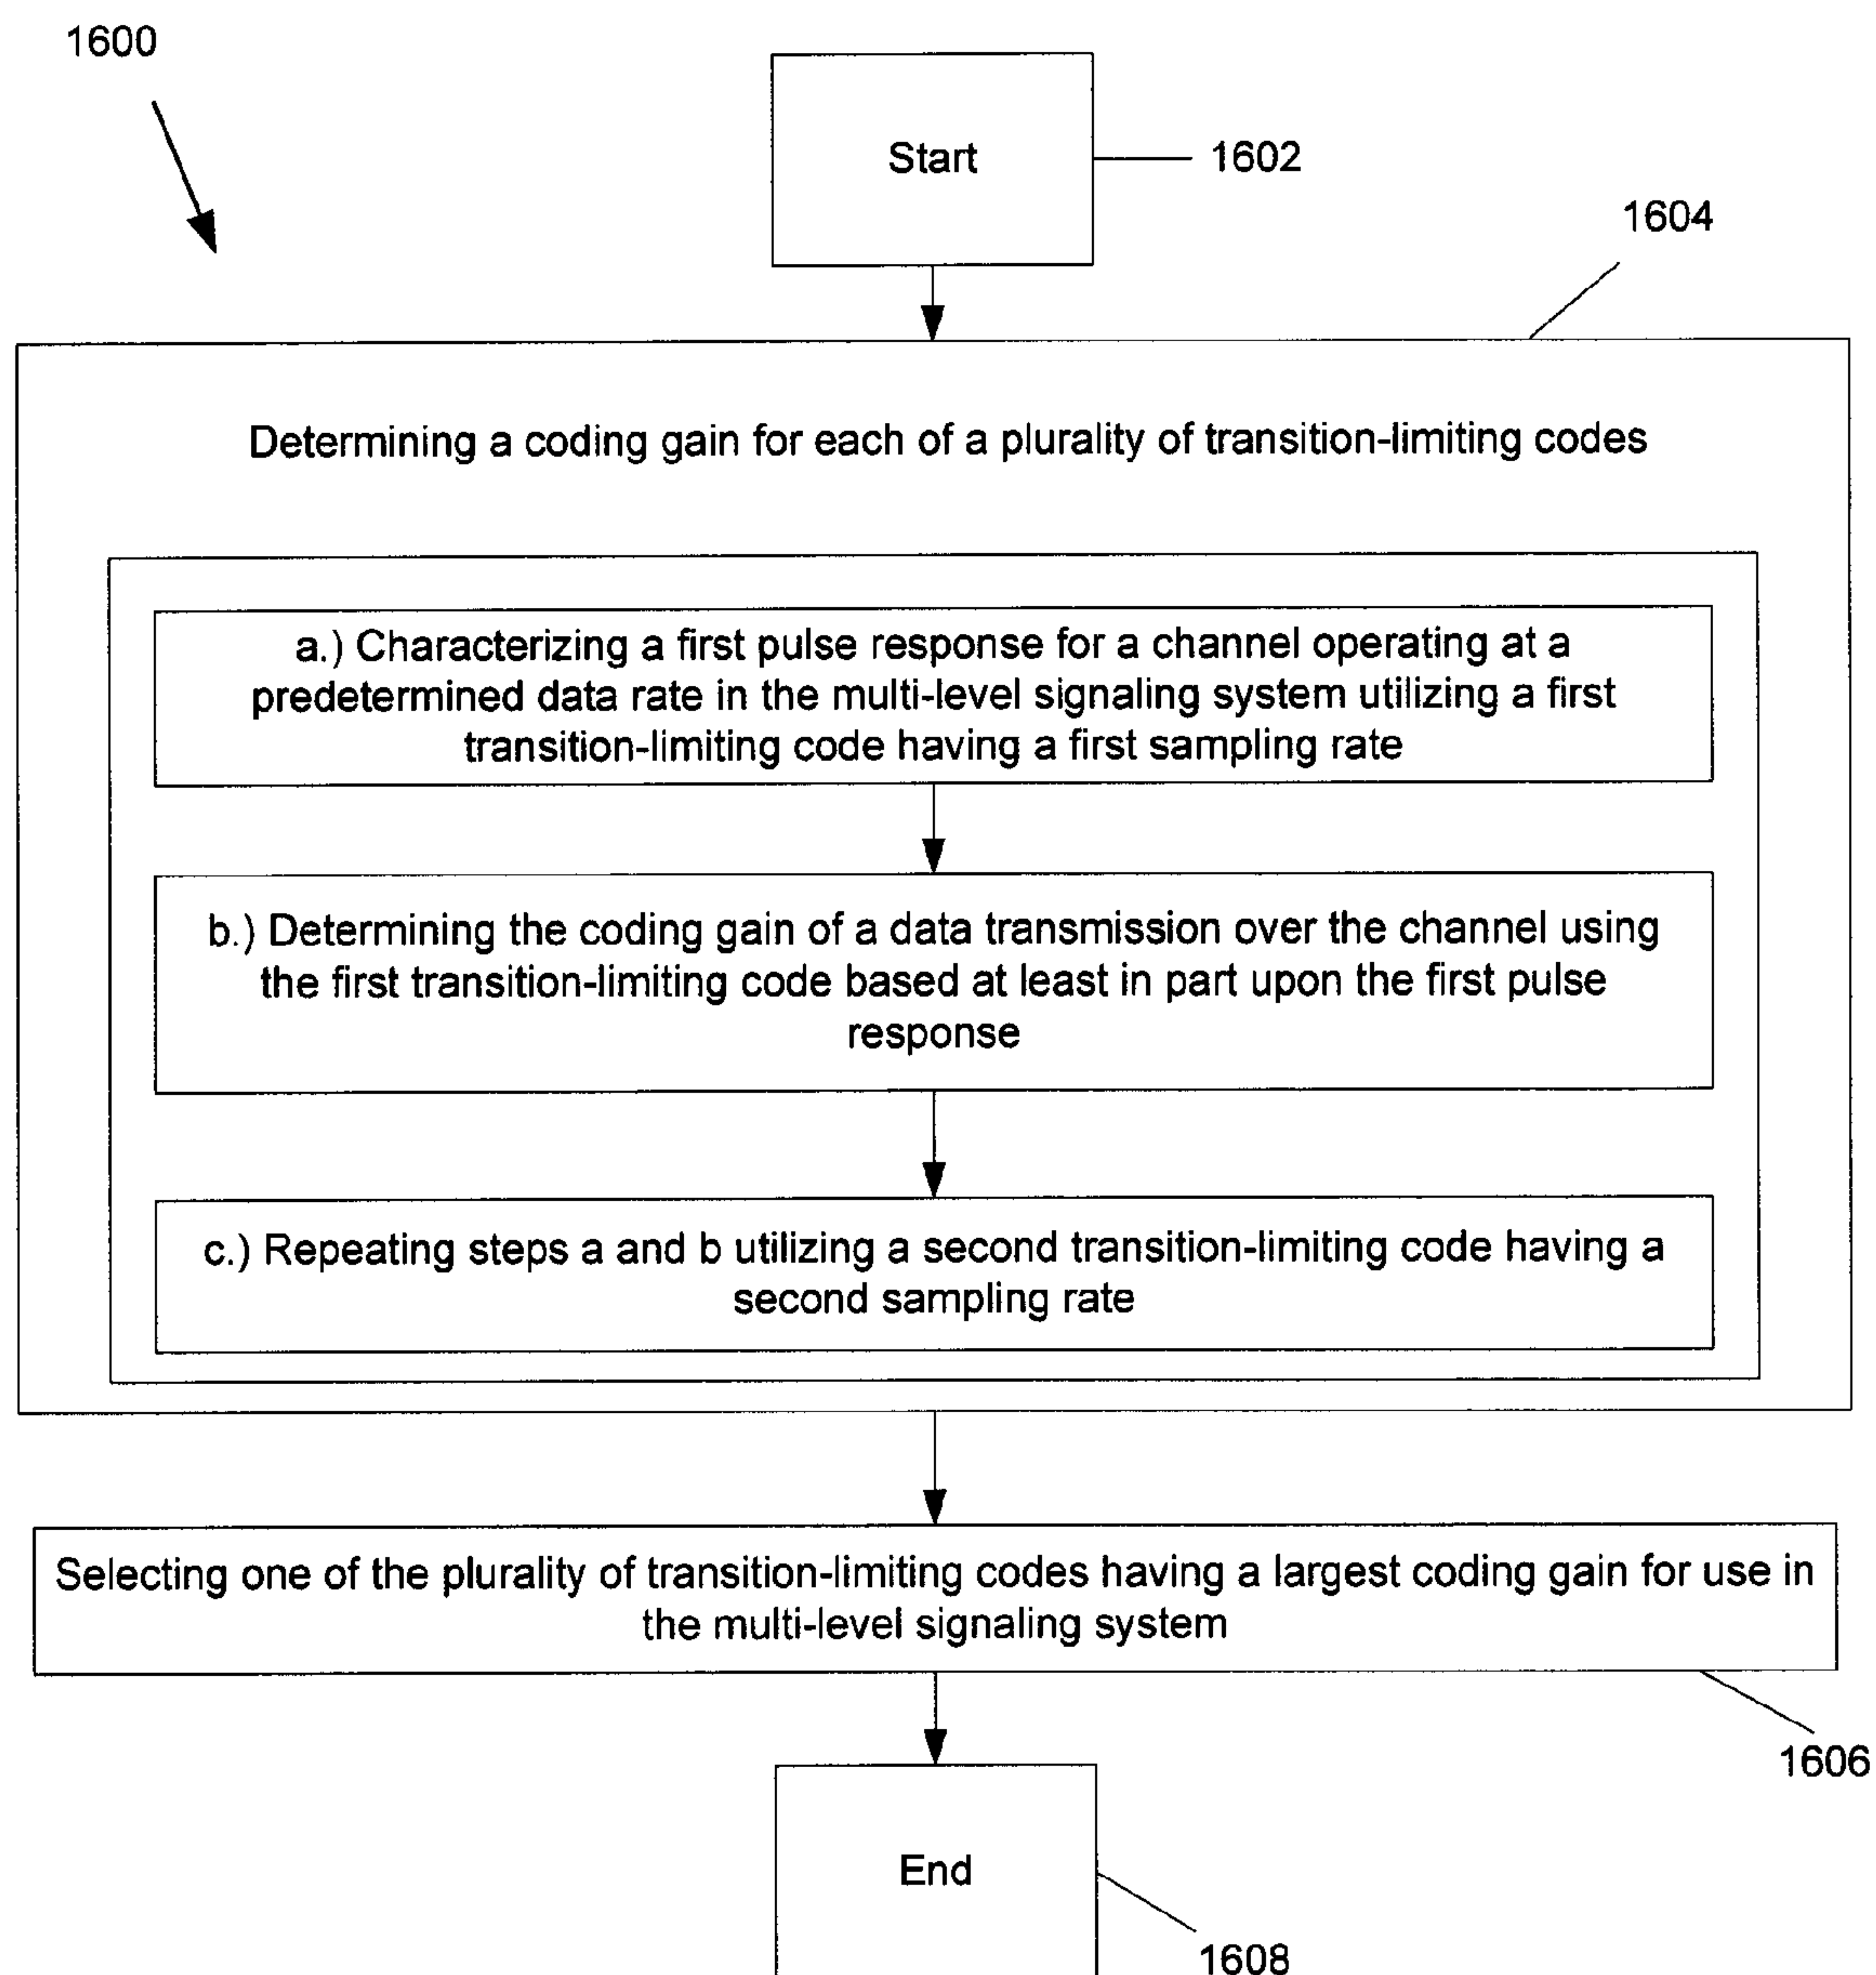 1600
Start
1602
1604
Determining a coding gain for each of a plurality of transition-limiting codes
a.) Characterizing a first pulse response for a channel operating at a
predetermined data rate in the multi-level signaling system utilizing a first
transition-limiting code having a first sampling rate
b.) Determining the coding gain of a data transmission over the channel using
the first transition-limiting code based at least in part upon the first pulse
response
c.) Repeating steps a and b utilizing a second transition-limiting code having a
second sampling rate
Selecting one of the plurality of transition-limiting codes having a largest coding gain for use in
the multi-level signaling system
1606
End
1608